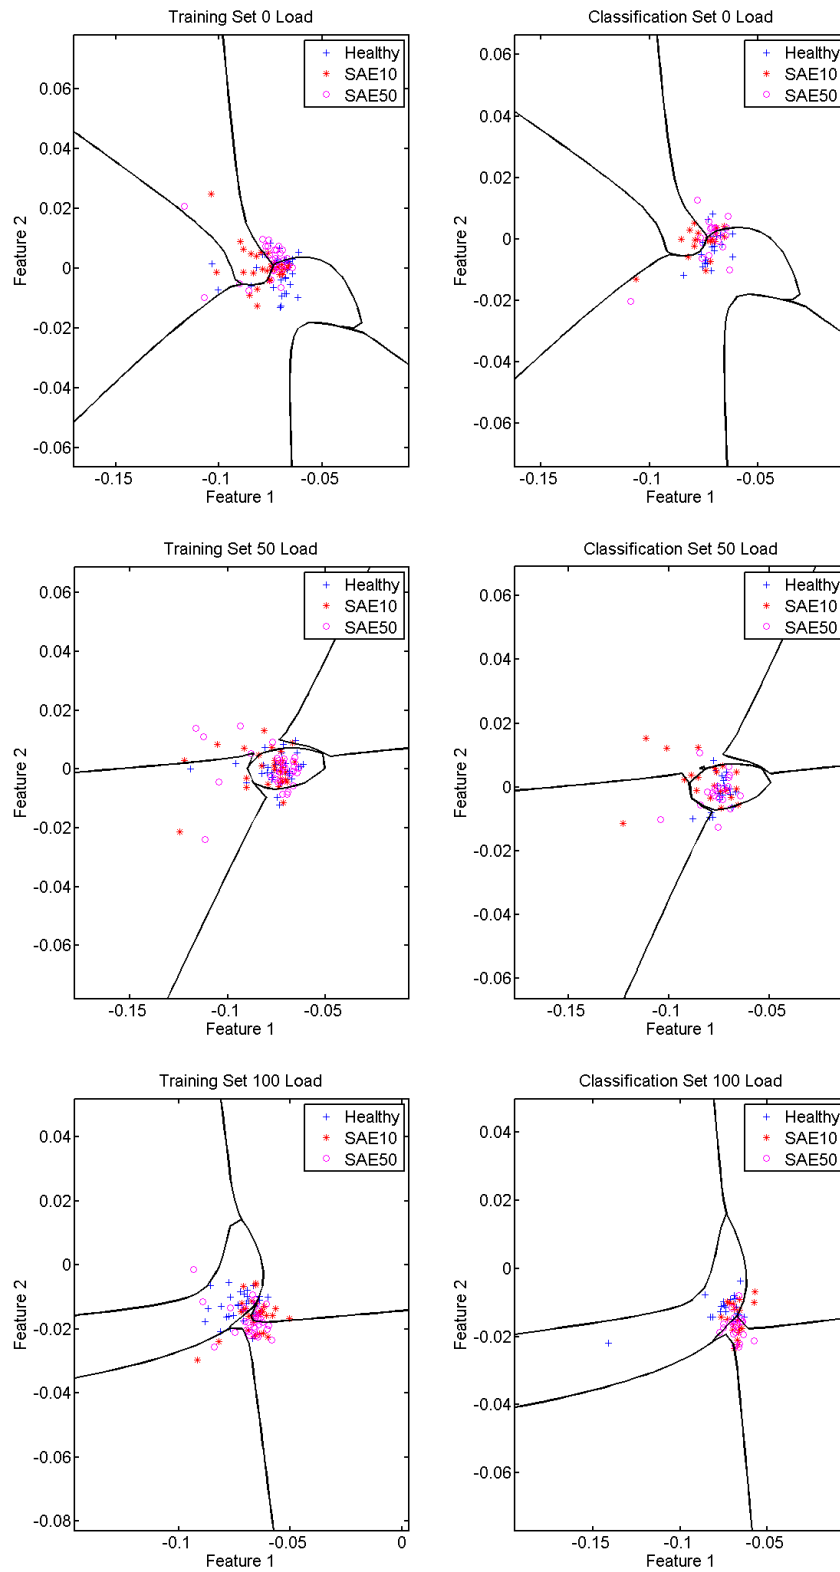 Training Set 0 Load
Healthy
SAE10
SAE50
0.06
0.04
0.02
0
-0.02
-0.04
-0.06
Feature 2
-0.15
-0.1
-0.05
Feature 1
Classification Set 0 Load
Healthy
SAE10
SAE50
0.06
0.04
0.02
0
-0.02
-0.04
-0.06
Feature 2
-0.15
-0.1
-0.05
Feature 1
Training Set 50 Load
Healthy
SAE10
SAE50
0.06
0.04
0.02
0
-0.02
-0.04
-0.06
Feature 2
-0.15
-0.1
-0.05
Feature 1
Classification Set 50 Load
Healthy
SAE10
SAE50
0.06
0.04
0.02
0
-0.02
-0.04
-0.06
Feature 2
-0.15
-0.1
-0.05
Feature 1
Training Set 100 Load
Healthy
SAE10
SAE50
0.04
0.02
0
-0.02
-0.04
-0.06
-0.08
Feature 2
-0.1
-0.05
0
Feature 1
Classification Set 100 Load
Healthy
SAE10
SAE50
0.04
0.02
0
-0.02
-0.04
-0.06
Feature 2
-0.15
-0.1
-0.05
Feature 1